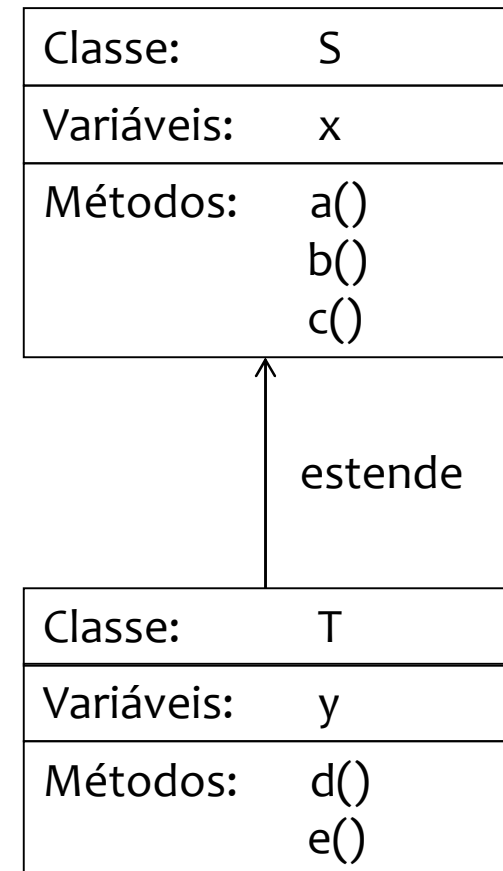 Classe: S
Variáveis: x
Métodos: a()
b()
c()
estende
Classe: T
Variáveis: y
Métodos: d()
e()